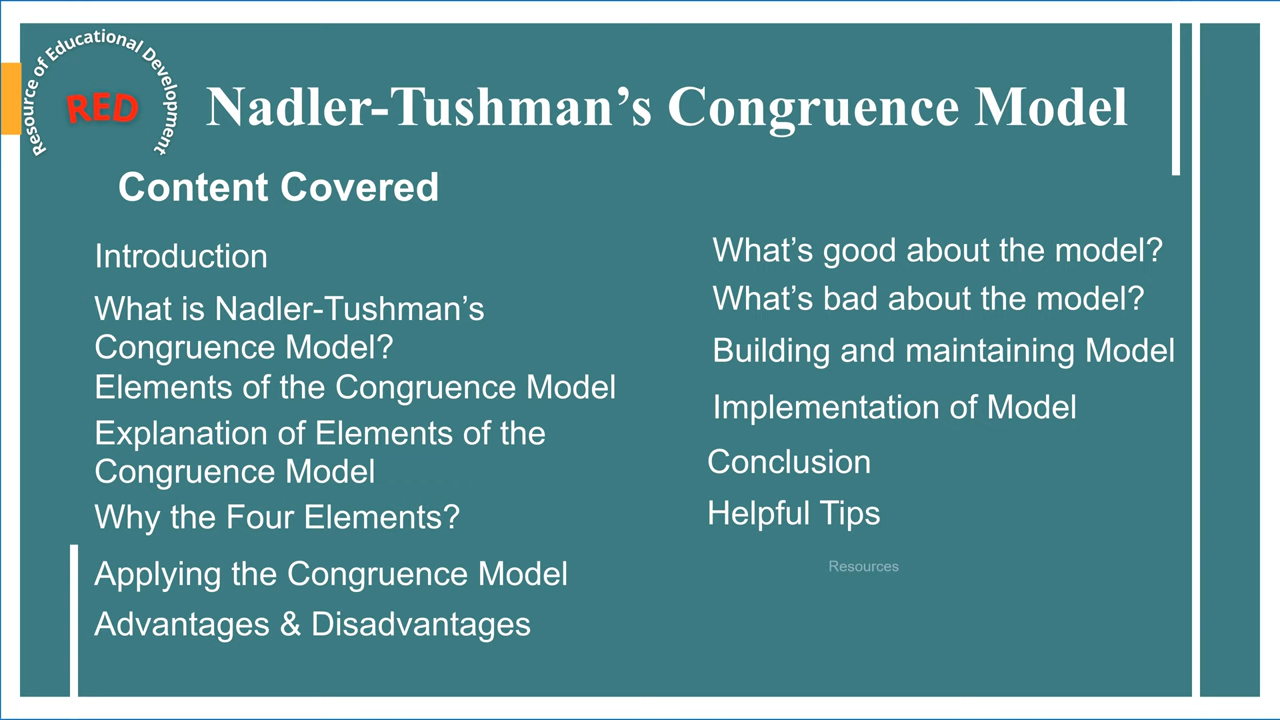 Resource of Educational Development
RED
Nadler-Tushman’s Congruence Model
Content Covered
Introduction
What is Nadler-Tushman’s
Congruence Model?
Elements of the Congruence Model
Explanation of Elements of the
Congruence Model
Why the Four Elements?
Applying the Congruence Model
Advantages & Disadvantages
What’s good about the model?
What’s bad about the model?
Building and maintaining Model
Implementation of Model
Conclusion
Helpful Tips
Resources